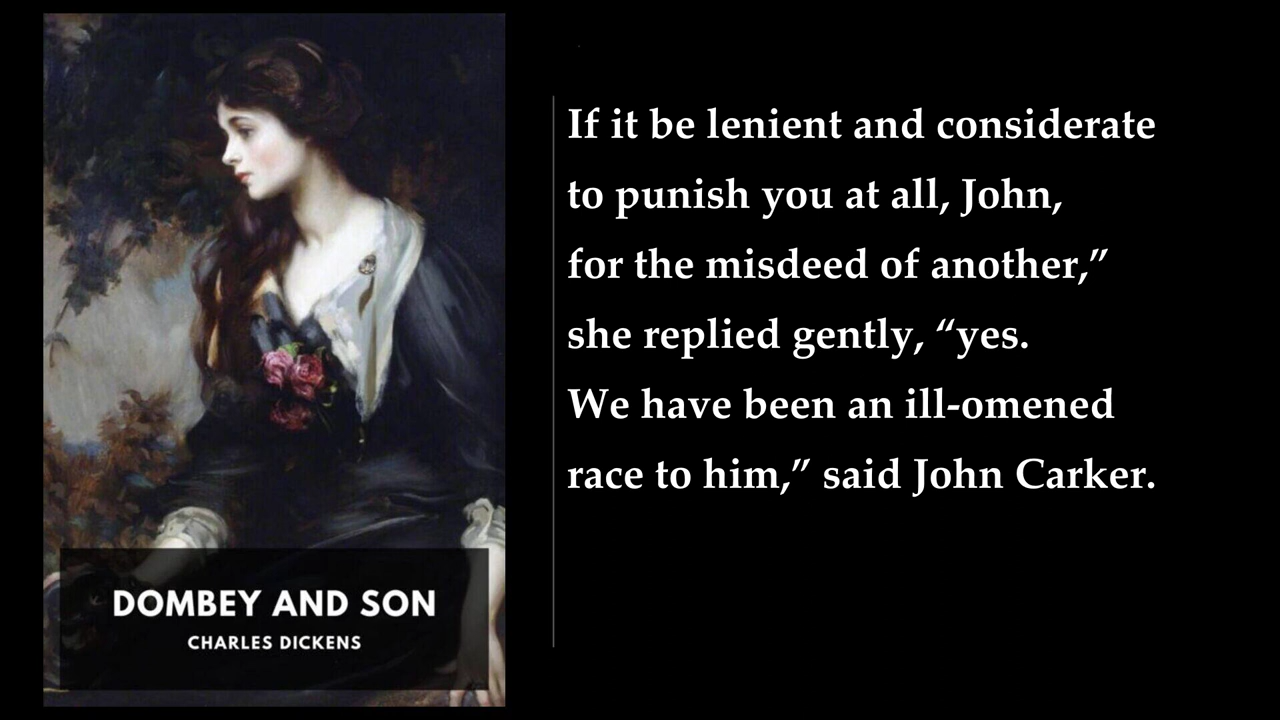 DOMBEY AND SON
CHARLES DICKENS
If it be lenient and considerate
to punish you at all, John,
for the misdeed of another,”
she replied gently, “yes.
We have been an ill-omened
race to him,” said John Carker.